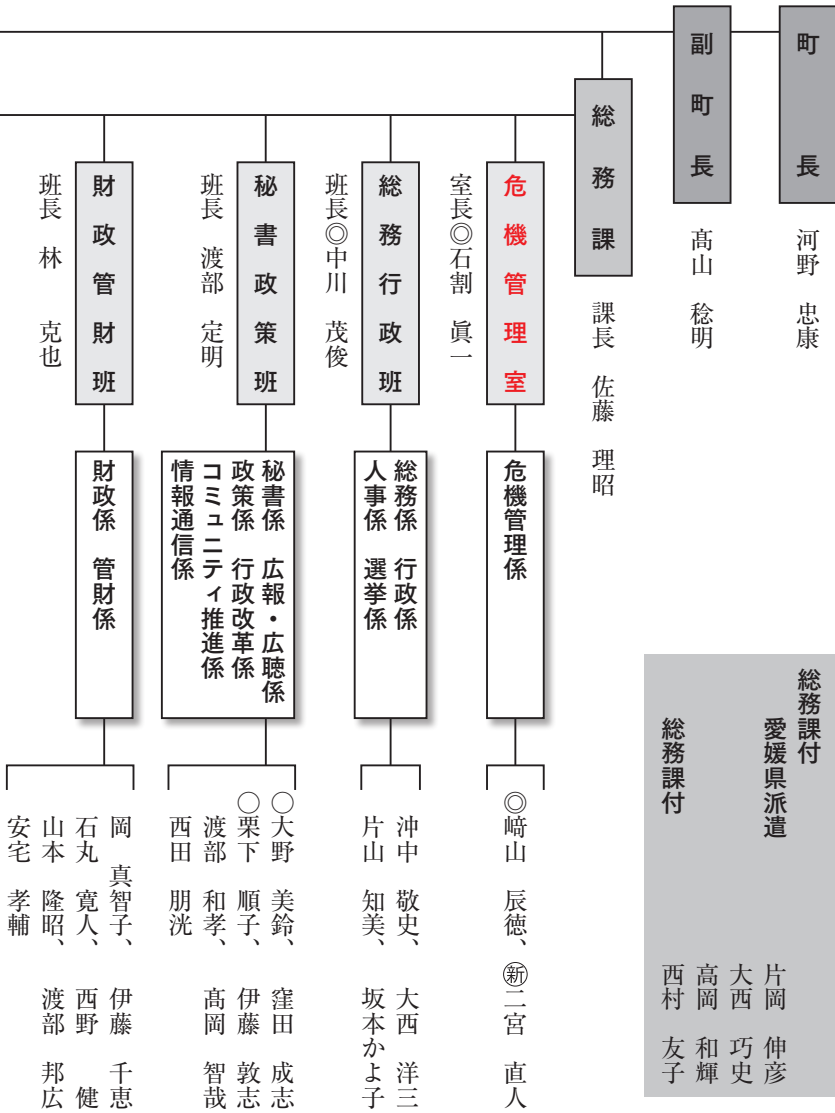 町長
河野 忠康
副町長
髙山 稔明
総務課
課長 佐藤 理昭
危機管理室
室長◎石割 眞一
危機管理係
◎﨑山 辰徳、㊟二宮 直人
総務行政班
班長◎中川 茂俊
総務係 行政係
人事係 選挙係
沖中 敬史、 大西 洋三
片山 知美、 坂本かよ子
秘書政策班
班長 渡部 定明
秘書係 広報・広聴係
政策係 行政改革係
コミュニティ推進係
情報通信係
○大野 美鈴、 窪田 成志
○栗下 順子、 伊藤 敦志
渡部 和孝、 髙岡 智哉
西田 朋洸
財政管財班
班長 林 克也
財政係 管財係
岡 真智子、 伊藤 千恵
石丸 寛人、 西野 健
山本 隆昭、 渡部 邦広
安宅 孝輔
総務課付
愛媛県派遣
片岡 伸彦
大西 巧史
高岡 和輝
総務課付
西村 友子